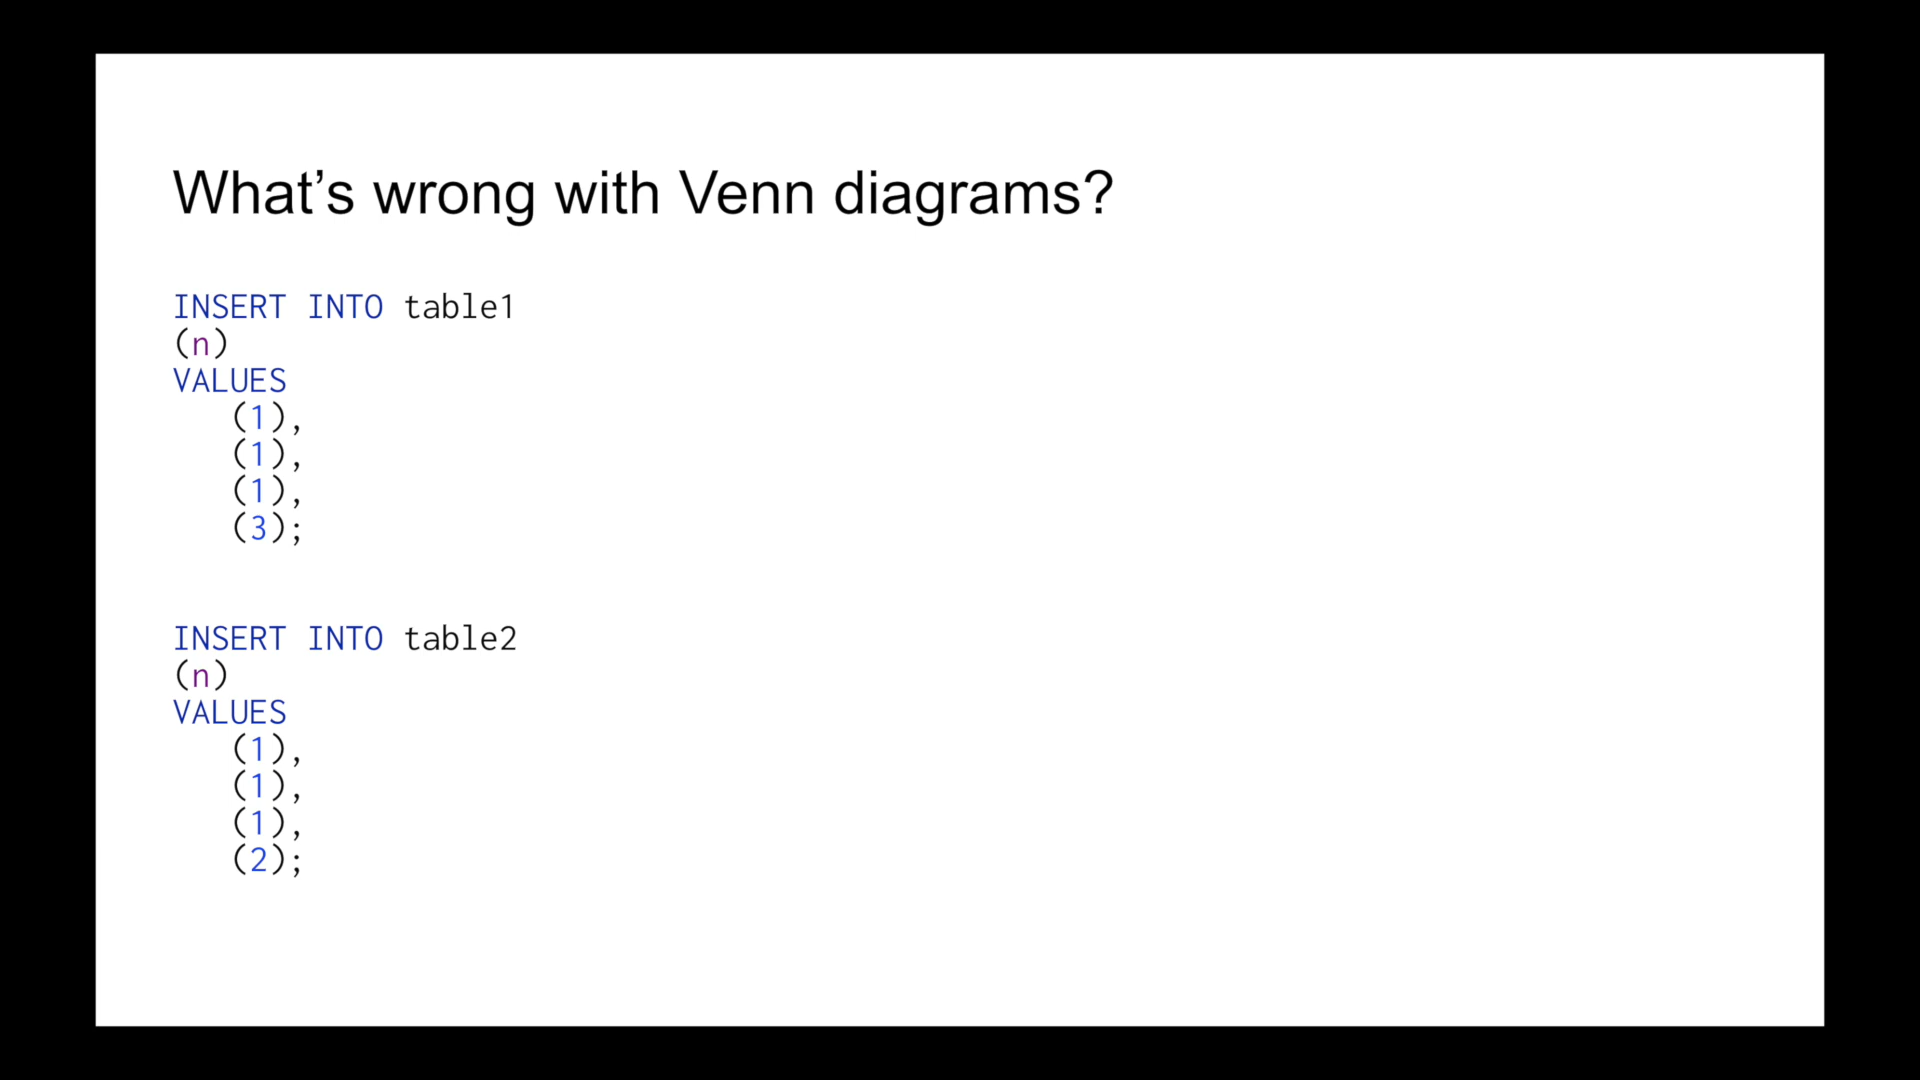 What’s wrong with Venn diagrams?
INSERT INTO table1
(n)
VALUES
(1),
(1),
(1),
(3);
INSERT INTO table2
(n)
VALUES
(1),
(1),
(1),
(2);